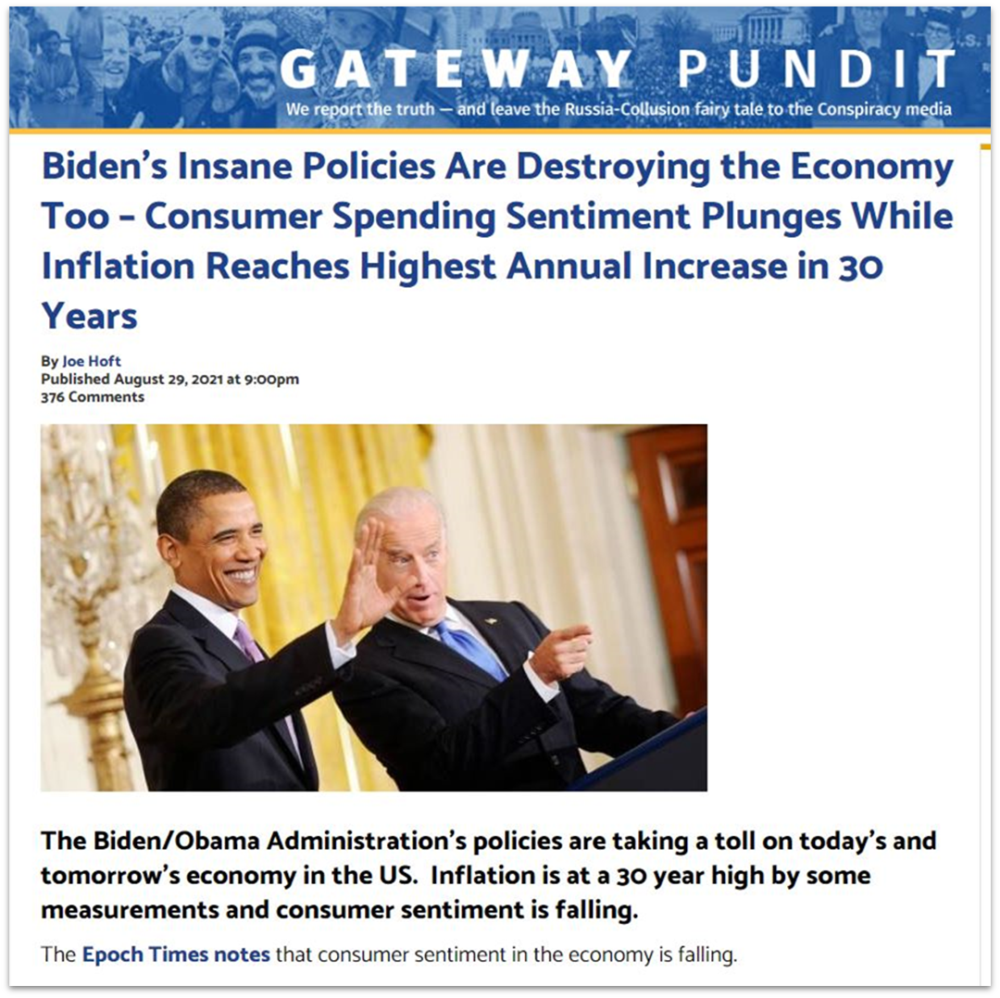 GATEWAY PUNDIT
We report the truth — and leave the Russia-Collusion fairy tale to the Conspiracy media
Biden’s Insane Policies Are Destroying the Economy
Too – Consumer Spending Sentiment Plunges While
Inflation Reaches Highest Annual Increase in 30
Years
By Joe Hoft
Published August 29, 2021 at 9:00pm
376 Comments
The Biden/Obama Administration’s policies are taking a toll on today’s and
tomorrow’s economy in the US.  Inflation is at a 30 year high by some
measurements and consumer sentiment is falling.
The Epoch Times notes that consumer sentiment in the economy is falling.